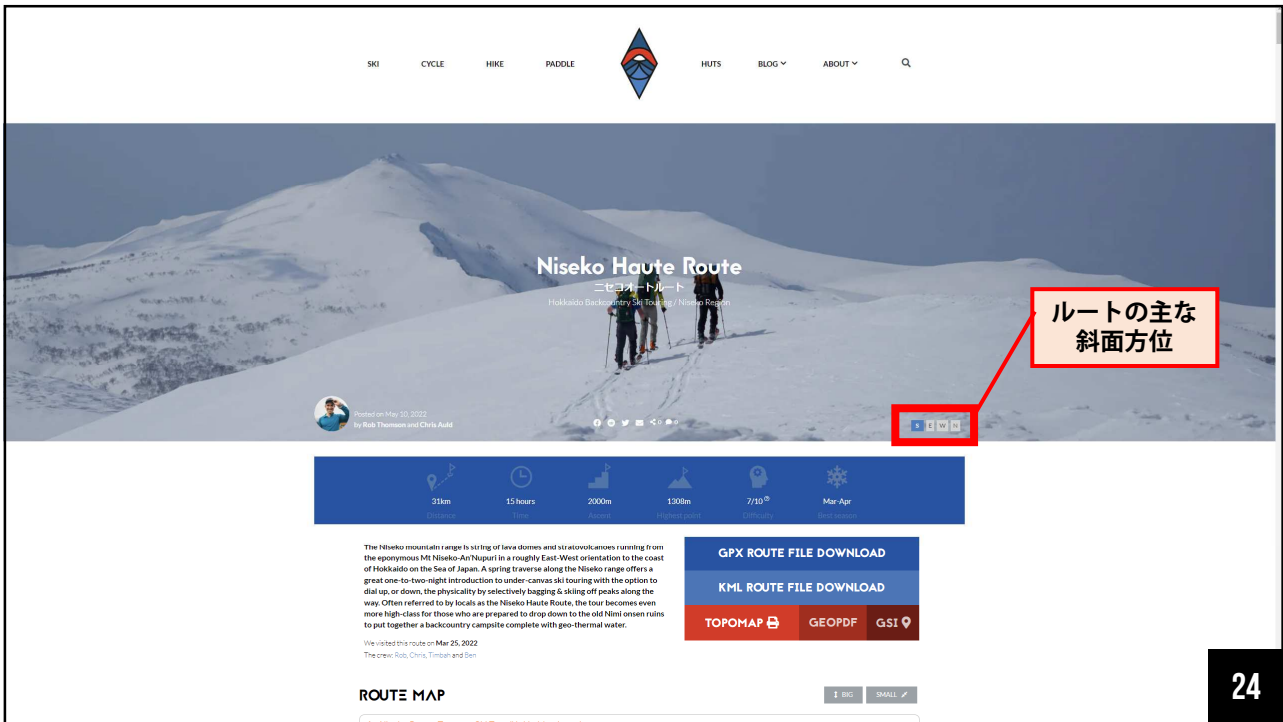 SKI CYCLE HIKE PADDLE HUTS BLOG ABOUT
Niseko Haute Route
ニセコオートルート
Hokkaido Backcountry Ski Touring / Niseko Region
ルートの主な
斜面方位
Posted on May 10, 2022
by Rob Thomson and Chris Auld
0 0
S E W N
31km 15 hours 2000m 1308m 7/10 Mar-Apr
Distance Time Ascent Highest point Difficulty Best season
The Niseko mountain range is string of lava domes and stratovolcanoes running from
the eponymous Mt Niseko-An'Nupuri in a roughly East-West orientation to the coast
of Hokkaido on the Sea of Japan. A spring traverse along the Niseko range offers a
great one-to-two-night introduction to under-canvas ski touring with the option to
dial up, or down, the physicality by selectively bagging & skiing off peaks along the
way. Often referred to by locals as the Niseko Haute Route, the tour becomes even
more high-class for those who are prepared to drop down to the old Nimi onsen ruins
to put together a backcountry campsite complete with geo-thermal water.
We visited this route on Mar 25, 2022
The crew: Rob, Chris, Timbah and Ben
GPX ROUTE FILE DOWNLOAD
KML ROUTE FILE DOWNLOAD
TOPOMAP GEOPDF GSI
ROUTE MAP
BIG SMALL
24